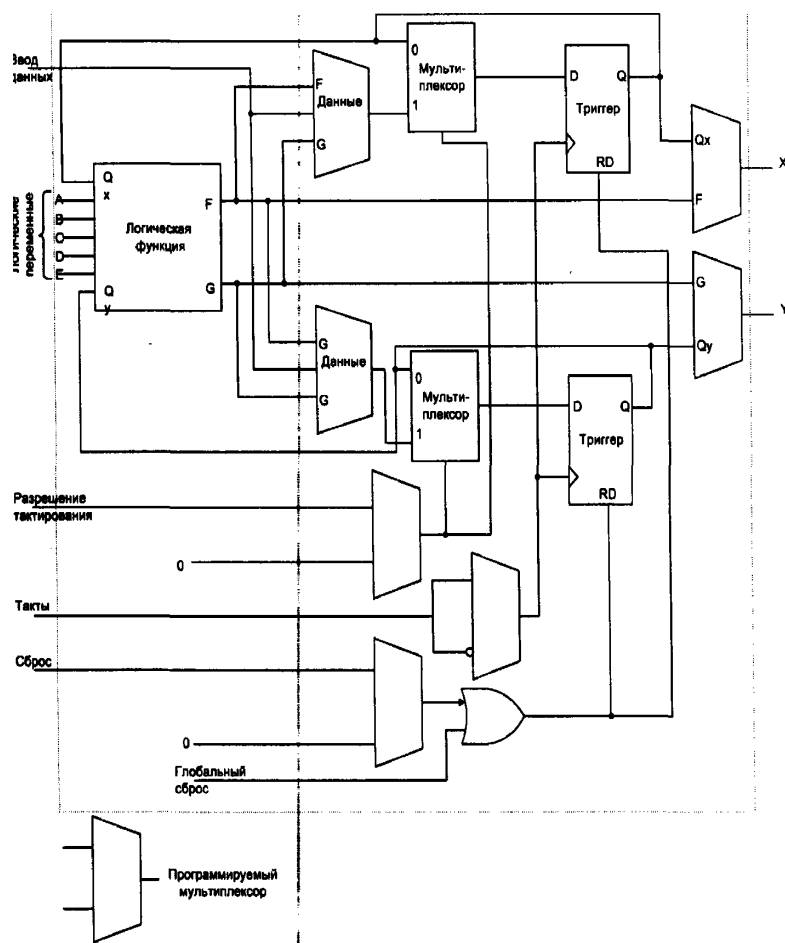 Ввод
данных
0
Мульти-
плексор
1
F
Данные
G
D
Q
Триггер
RD
Qx
F
X
Логические
переменные
A
B
C
D
E
Q
x
F
Логическая
функция
G
Q
y
G
Qy
Y
G
Данные
G
0
Мульти-
плексор
1
D
Q
Триггер
RD
Разрешение
тактирования
0
Такты
Сброс
0
Глобальный
сброс
Программируемый
мультиплексор